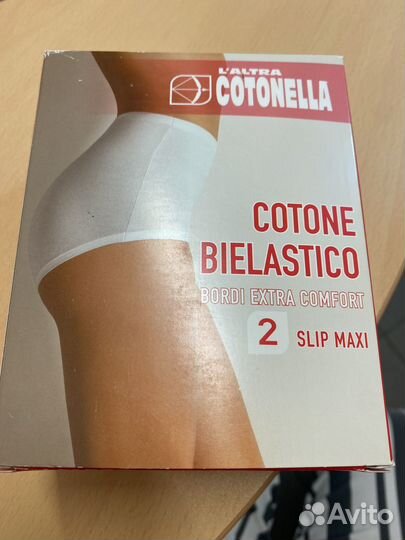 L'ALTRA
COTONELLA
COTONE
BIELASTICO
BORDI EXTRA COMFORT
2 SLIP MAXI
Avito